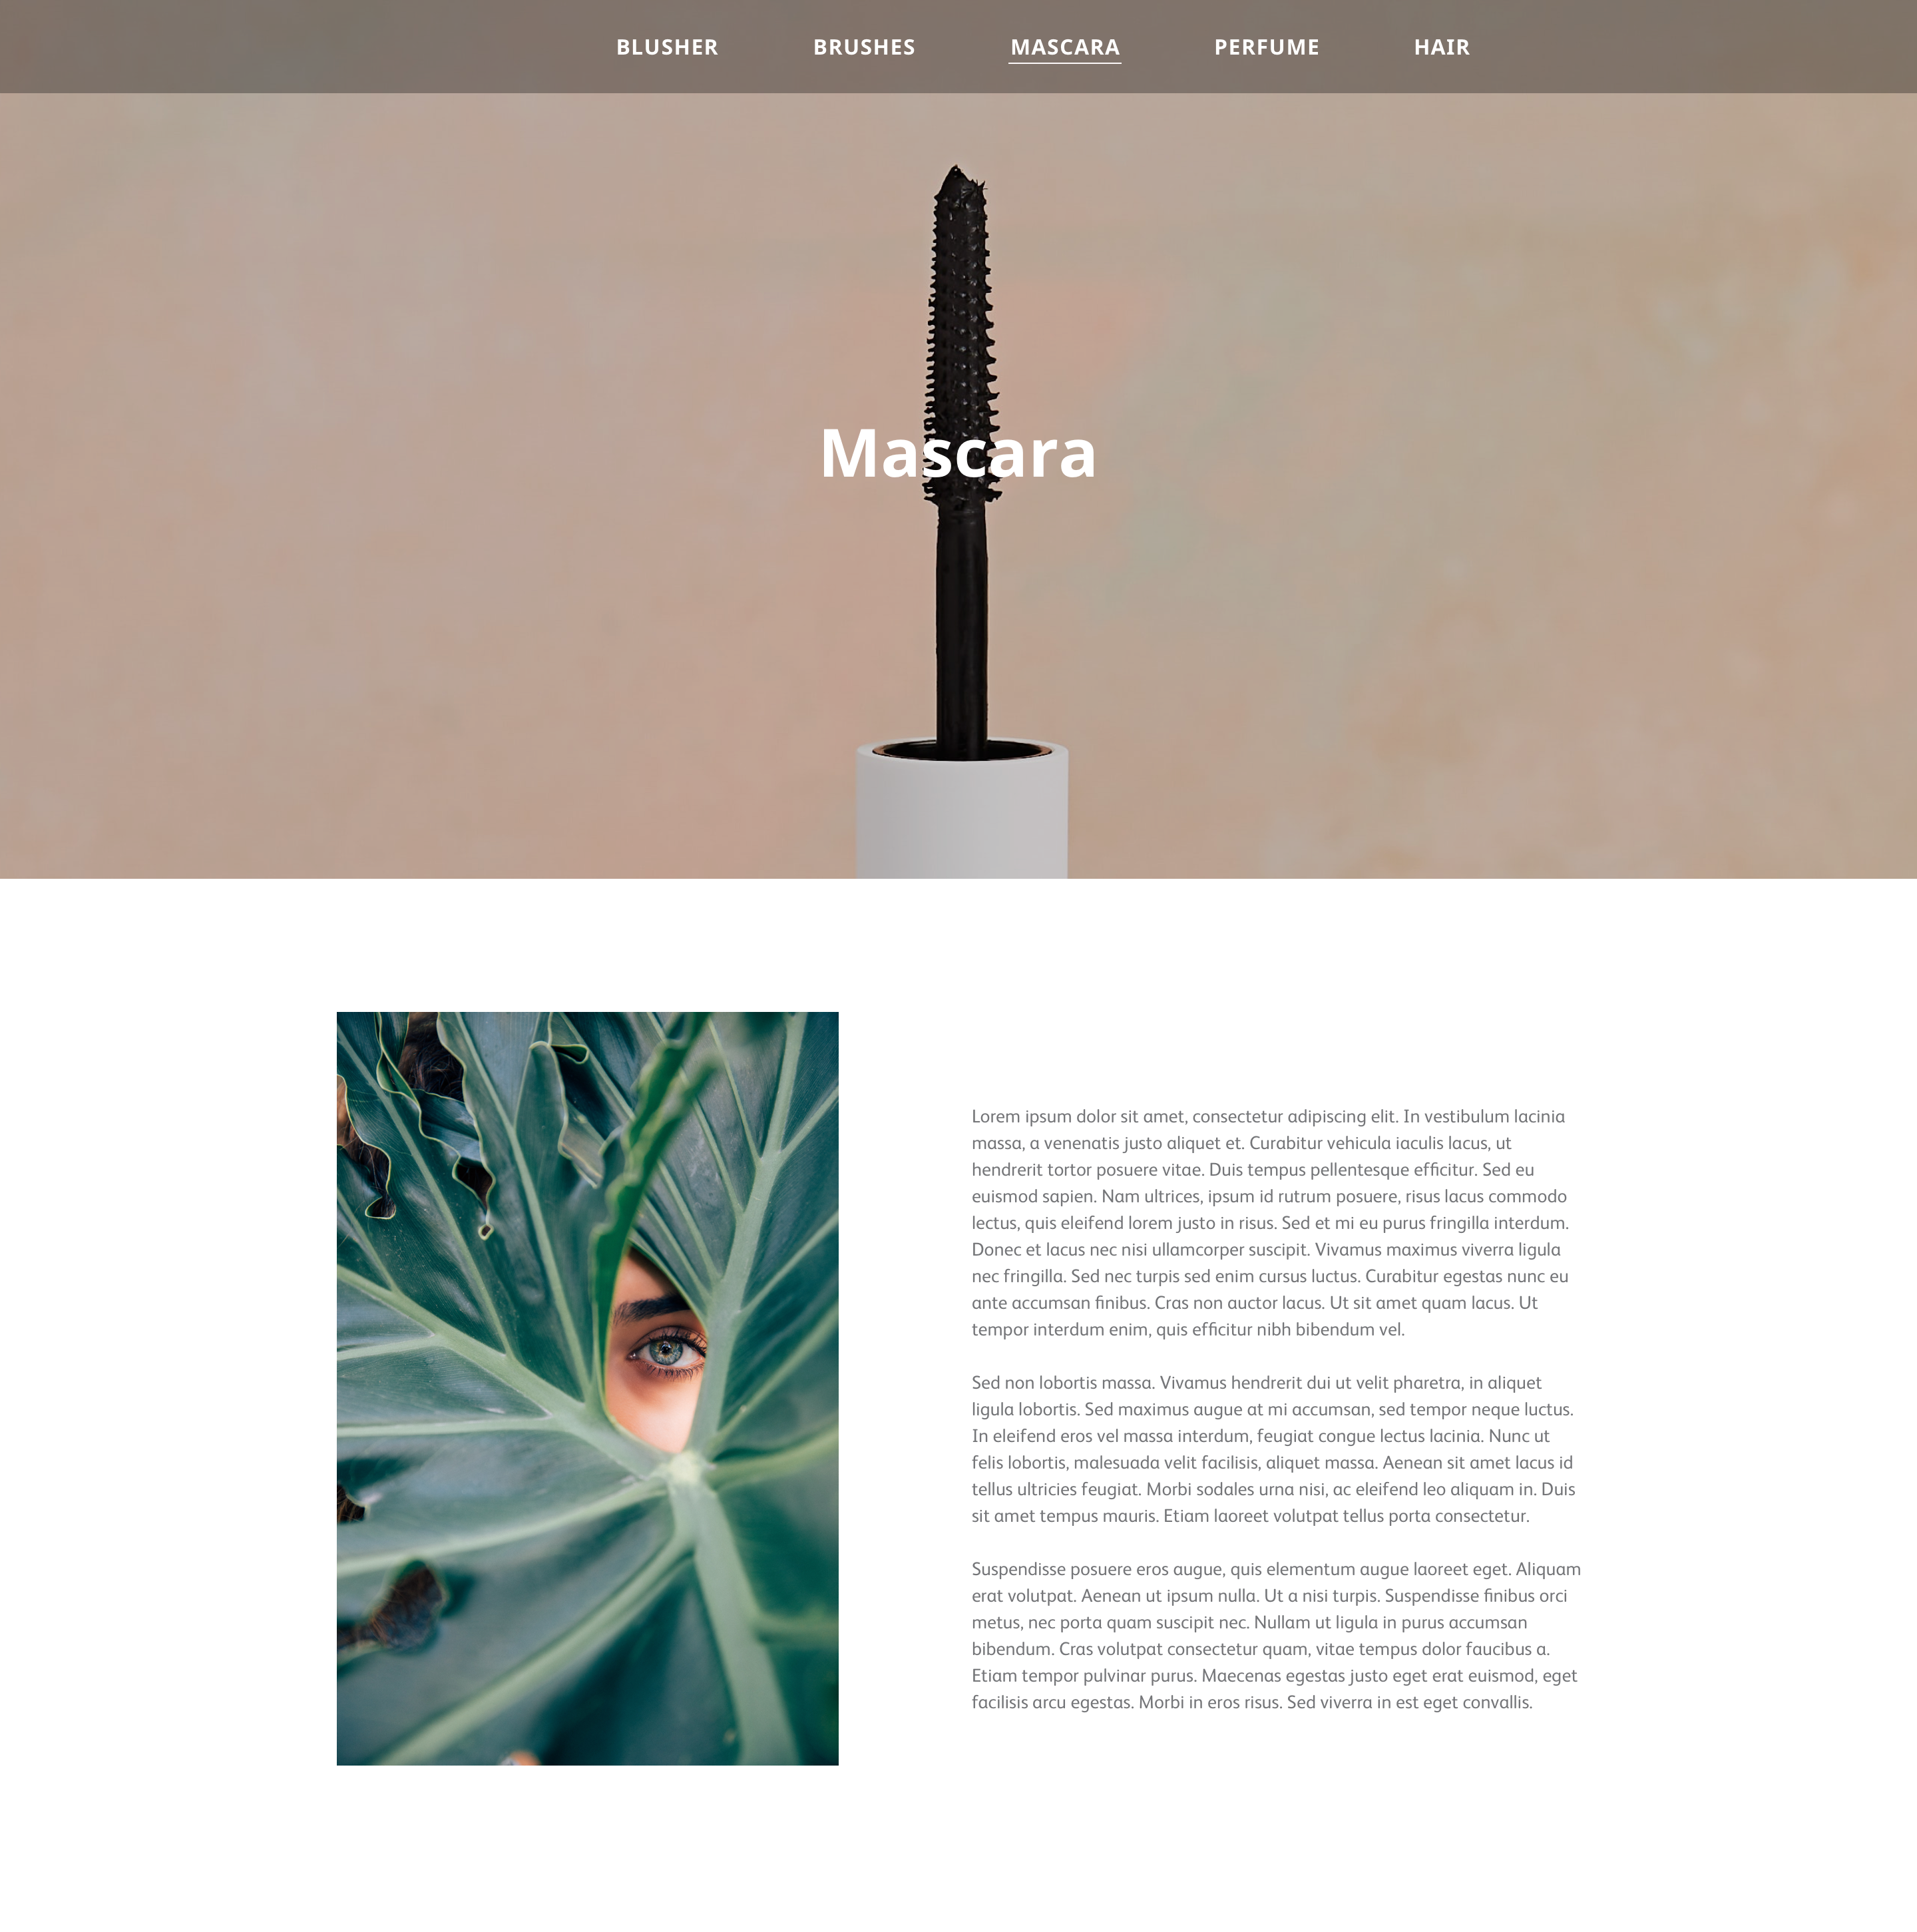 BLUSHER BRUSHES MASCARA PERFUME HAIR
Mascara
Lorem ipsum dolor sit amet, consectetur adipiscing elit. In vestibulum lacinia
massa, a venenatis justo aliquet et. Curabitur vehicula iaculis lacus, ut
hendrerit tortor posuere vitae. Duis tempus pellentesque efficitur. Sed eu
euismod sapien. Nam ultrices, ipsum id rutrum posuere, risus lacus commodo
lectus, quis eleifend lorem justo in risus. Sed et mi eu purus fringilla interdum.
Donec et lacus nec nisi ullamcorper suscipit. Vivamus maximus viverra ligula
nec fringilla. Sed nec turpis sed enim cursus luctus. Curabitur egestas nunc eu
ante accumsan finibus. Cras non auctor lacus. Ut sit amet quam lacus. Ut
tempor interdum enim, quis efficitur nibh bibendum vel.
Sed non lobortis massa. Vivamus hendrerit dui ut velit pharetra, in aliquet
ligula lobortis. Sed maximus augue at mi accumsan, sed tempor neque luctus.
In eleifend eros vel massa interdum, feugiat congue lectus lacinia. Nunc ut
felis lobortis, malesuada velit facilisis, aliquet massa. Aenean sit amet lacus id
tellus ultricies feugiat. Morbi sodales urna nisi, ac eleifend leo aliquam in. Duis
sit amet tempus mauris. Etiam laoreet volutpat tellus porta consectetur.
Suspendisse posuere eros augue, quis elementum augue laoreet eget. Aliquam
erat volutpat. Aenean ut ipsum nulla. Ut a nisi turpis. Suspendisse finibus orci
metus, nec porta quam suscipit nec. Nullam ut ligula in purus accumsan
bibendum. Cras volutpat consectetur quam, vitae tempus dolor faucibus a.
Etiam tempor pulvinar purus. Maecenas egestas justo eget erat euismod, eget
facilisis arcu egestas. Morbi in eros risus. Sed viverra in est eget convallis.